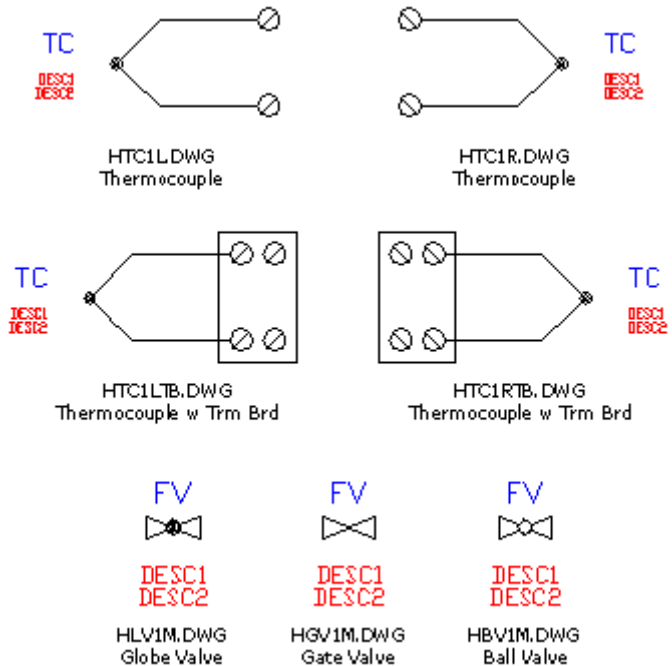 TC
DESC1
DESC2
HTC1L.DWG
Thermocouple
TC
DESC1
DESC2
HTC1R.DWG
Thermocouple
TC
DESC1
DESC2
HTC1LTB.DWG
Thermocouple w Trm Brd
TC
DESC1
DESC2
HTC1RTB.DWG
Thermocouple w Trm Brd
FV
DESC1
DESC2
HLV1M.DWG
Globe Valve
FV
DESC1
DESC2
HGV1M.DWG
Gate Valve
FV
DESC1
DESC2
HBV1M.DWG
Ball Valve